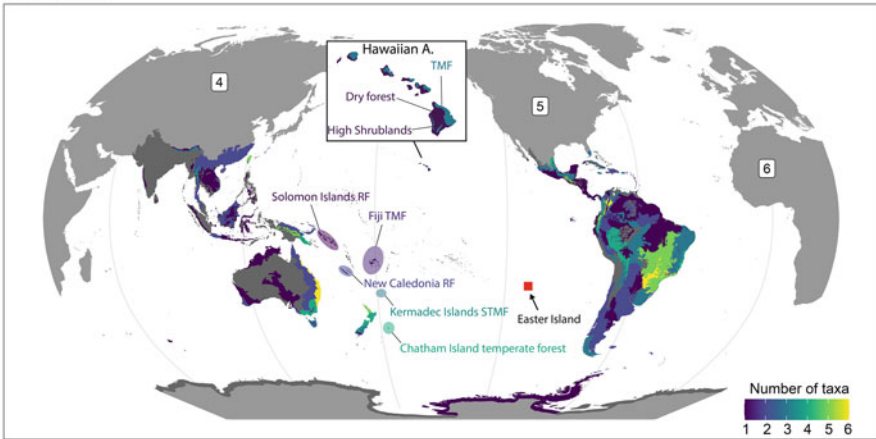 Hawaiian A.
TMF
Dry forest
High Shrublands
4
5
6
Solomon Islands RF
Fiji TMF
New Caledonia RF
Kermadec Islands STMF
Chatham Island temperate forest
Easter Island
Number of taxa
1 2 3 4 5 6